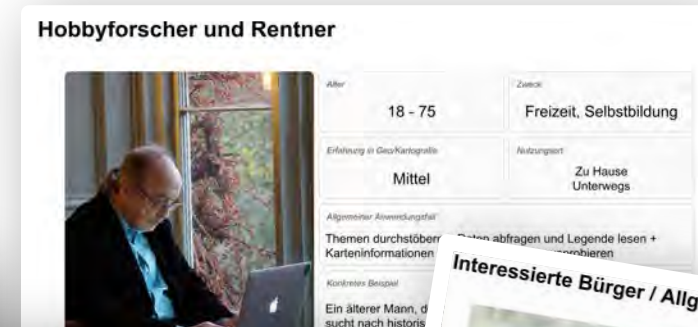 Hobbyforscher und Rentner
Alter
18 - 75
Zweck
Freizeit, Selbstbildung
Erfahrung in Geo/Kartografie
Mittel
Nutzungsort
Zu Hause
Unterwegs
Allgemeiner Anwendungsfall
Themen durchstöbern abfragen und Legende lesen +
Karteninformationen
Konkretes Beispiel
Ein älterer Mann, d
sucht nach historis
Interessierte Bürger / Allg